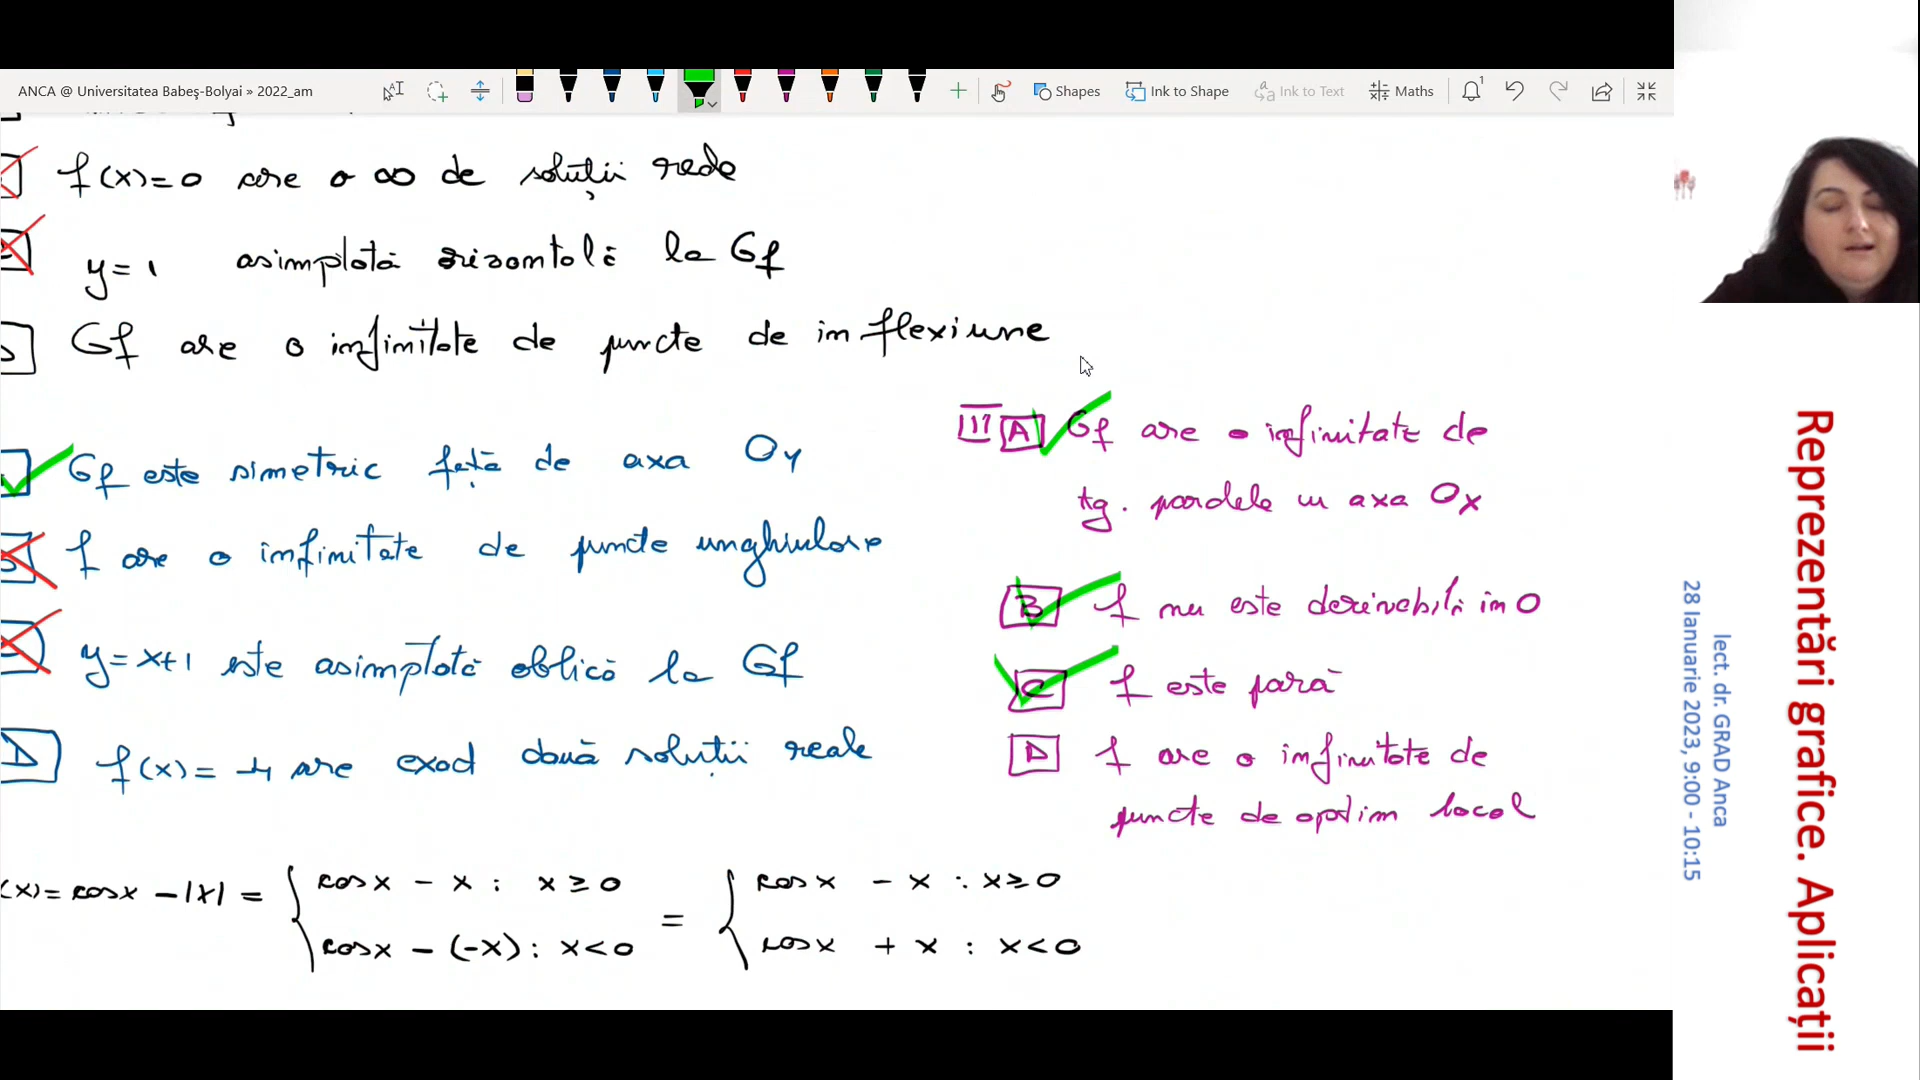 ANCA @ Universitatea Babeș-Bolyai » 2022_am
Shapes
Ink to Shape
Ink to Text
Maths
1
f(x)=0 are o ∞ de soluții reale
y=1 asimptotă orizontală la Gf
Gf are o infinitate de puncte de inflexiune
Gf este simetric față de axa Oy
f are o infinitate de puncte unghiulare
y=x+1 este asimptotă oblică la Gf
D f(x)= -4 are exact două soluții reale
III A Gf are o infinitate de
tg. paralele cu axa Ox
B f nu este derivabilă în 0
C f este pară
D f are o infinitate de
puncte de optim local
(x)= cosx - |x| = { cosx - x : x≥0 = { cosx - x : x≥0
cosx - (-x) : x<0 cosx + x : x<0
Reprezentări grafice. Aplicații
lect. dr. GRAD Anca
28 Ianuarie 2023, 9:00 - 10:15